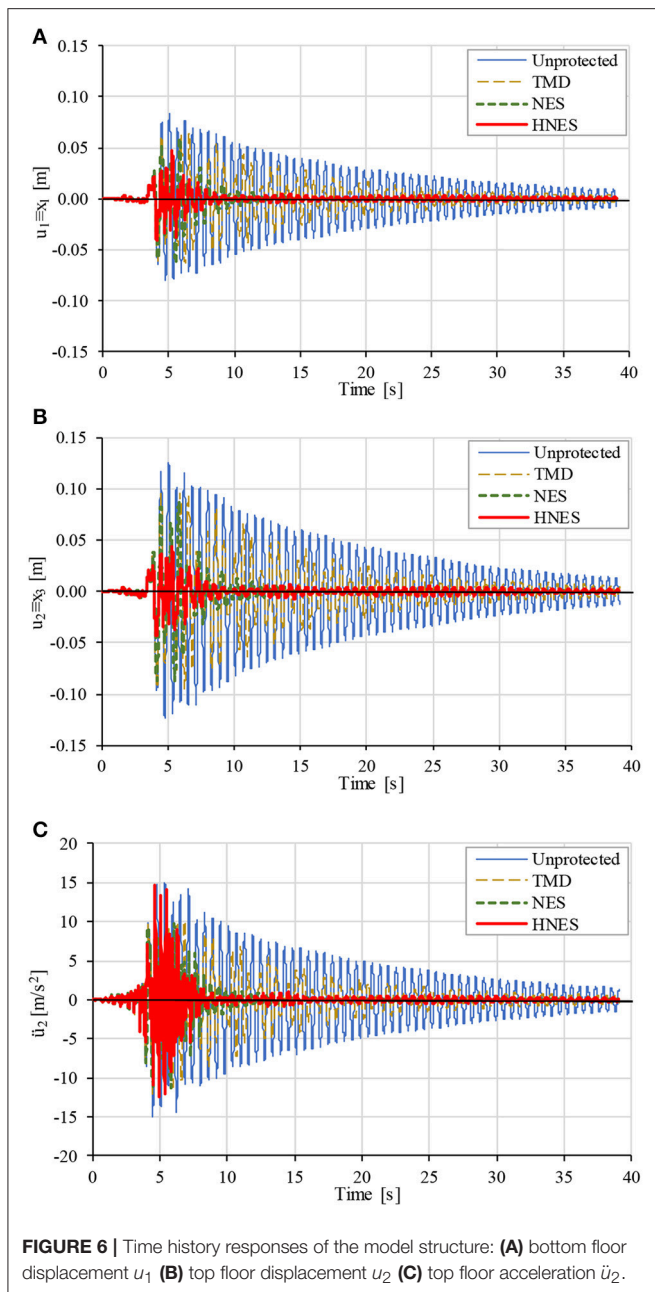 A
0.15
0.10
0.05
0.00
-0.05
-0.10
-0.15
u₁≡x₁ [m]
Unprotected
TMD
NES
HNES
0 5 10 15 20 25 30 35 40
Time [s]
B
0.15
0.10
0.05
0.00
-0.05
-0.10
-0.15
u₂≡x₃ [m]
Unprotected
TMD
NES
HNES
0 5 10 15 20 25 30 35 40
Time [s]
C
20
15
10
5
0
-5
-10
-15
-20
ü₂ [m/s²]
Unprotected
TMD
NES
HNES
0 5 10 15 20 25 30 35 40
Time [s]
FIGURE 6 | Time history responses of the model structure: (A) bottom floor
displacement u₁ (B) top floor displacement u₂ (C) top floor acceleration ü₂.